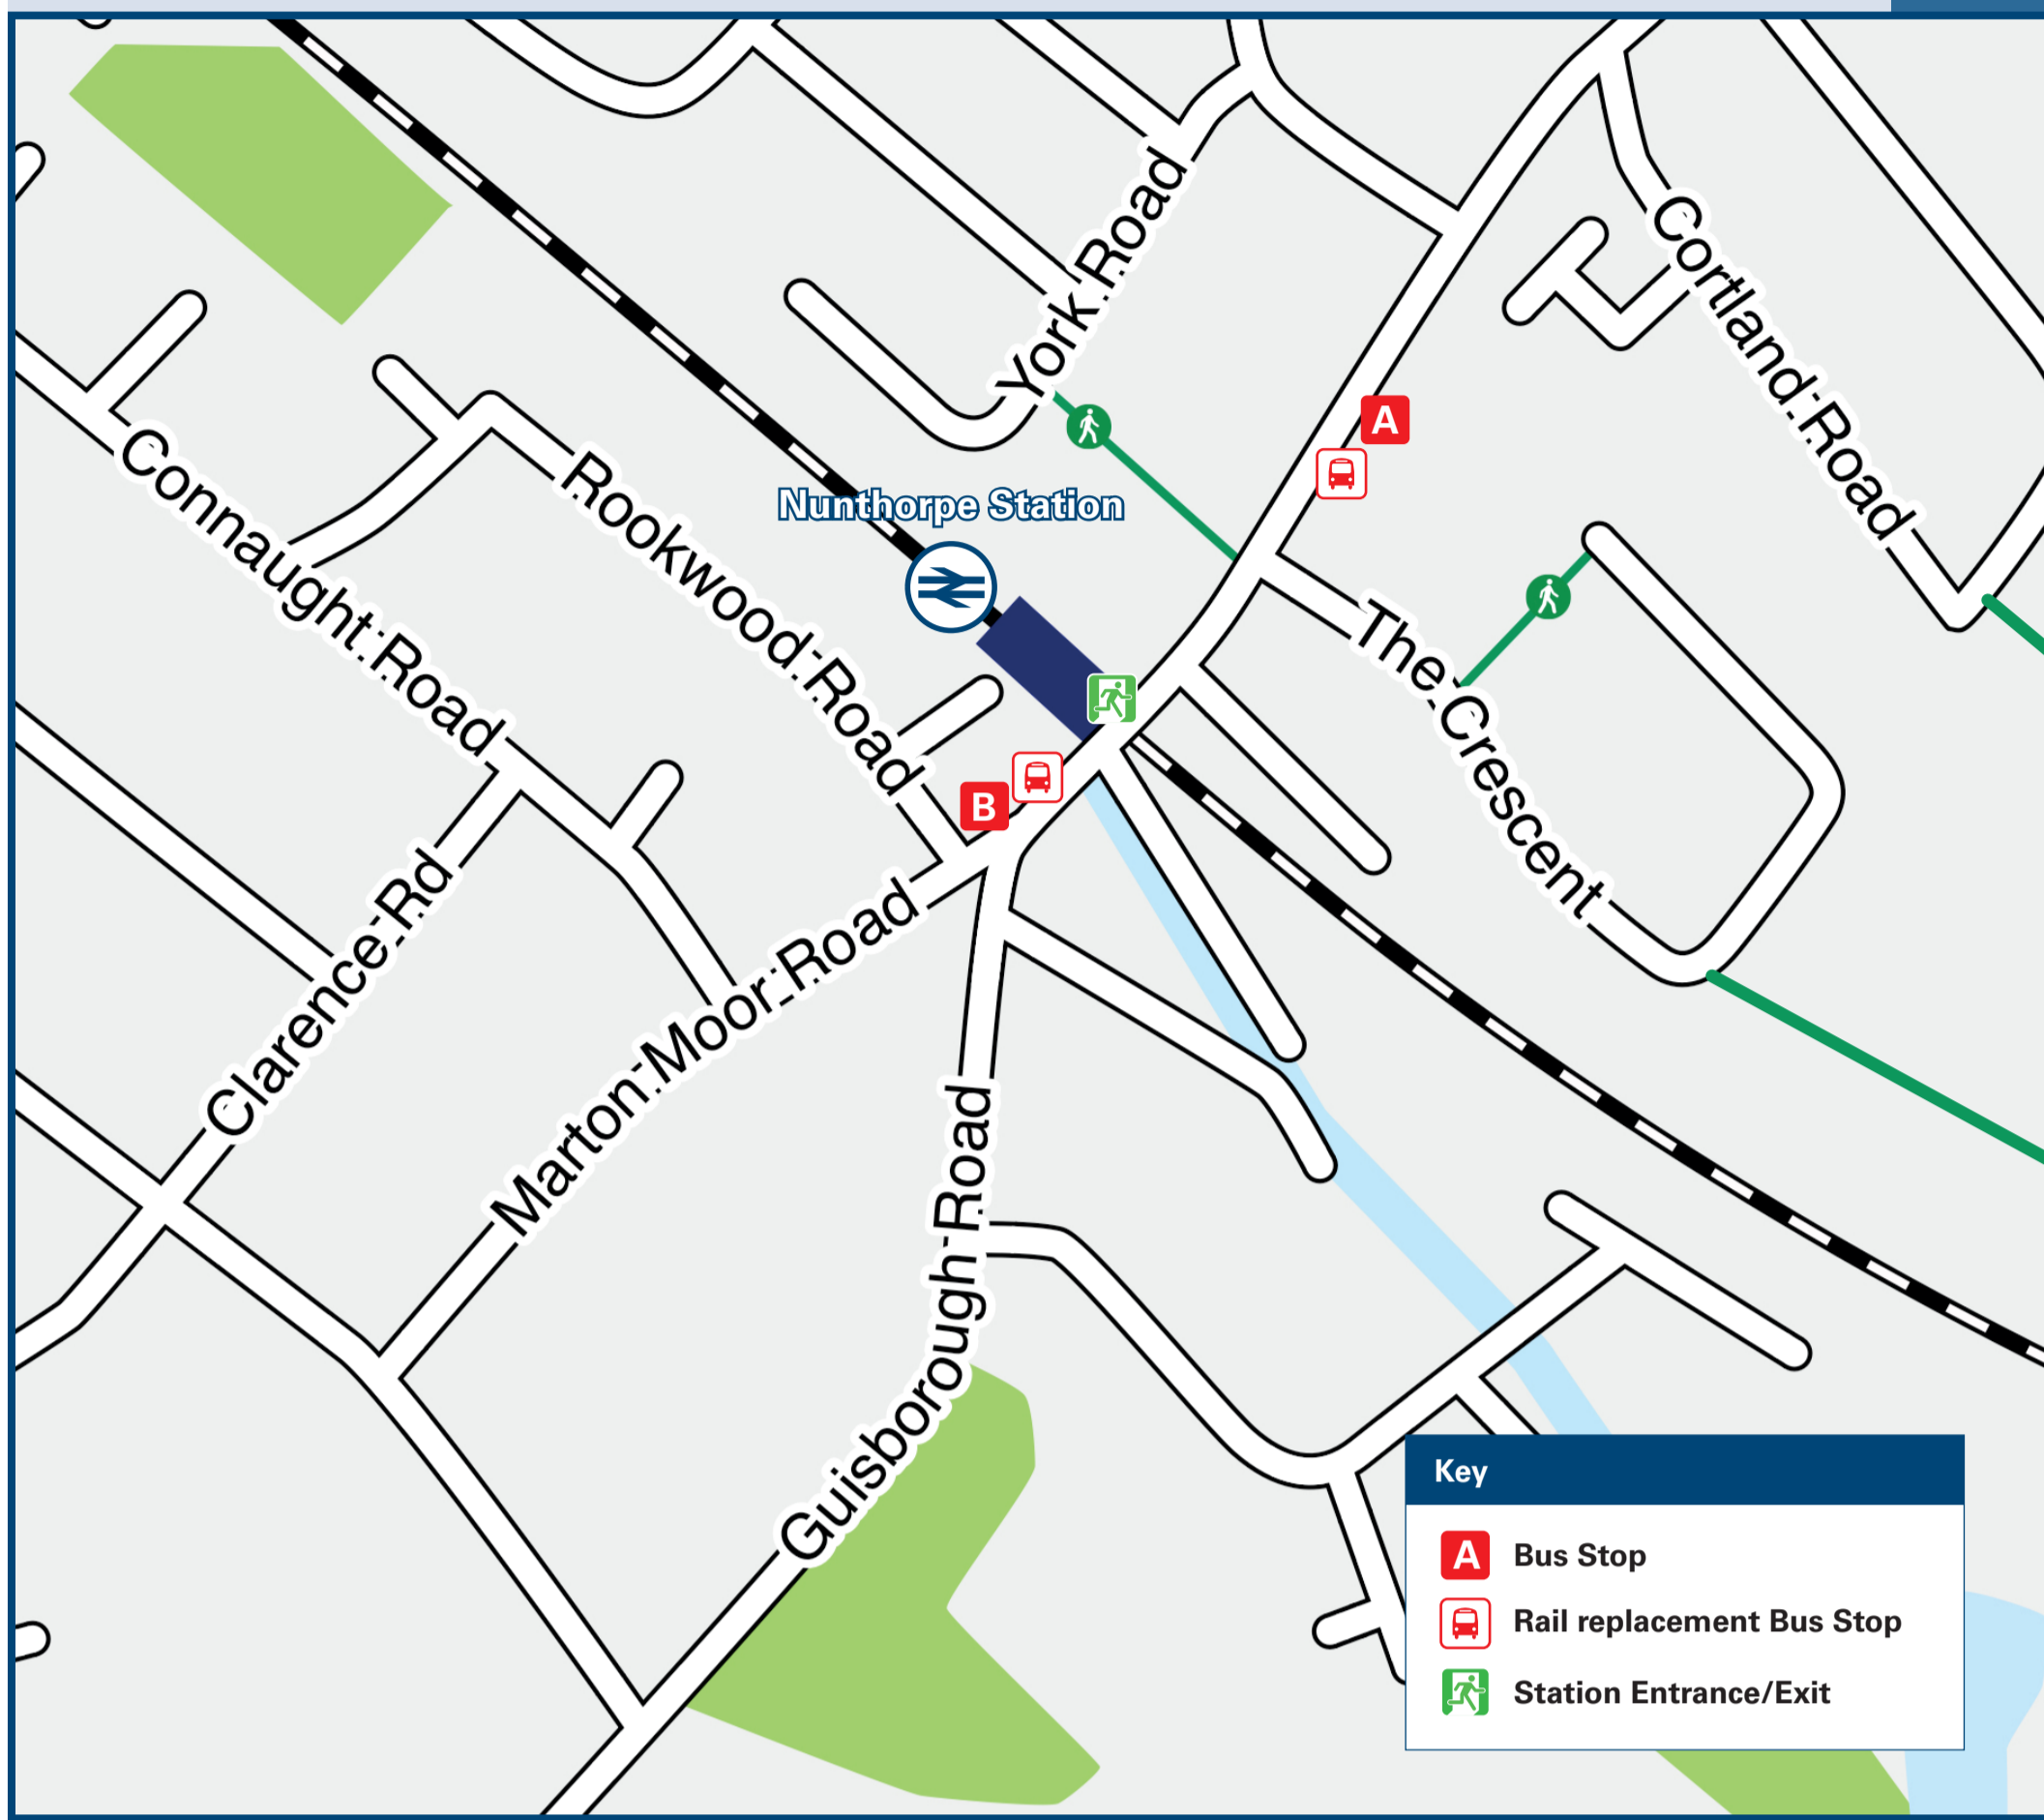 York Road
Cortland Road
A
Connaught Road
Rookwood Road
Nunthorpe Station
The Crescent
B
Clarence Rd
Marton Moor Road
Guisborough Road
Key
A Bus Stop
Rail replacement Bus Stop
Station Entrance/Exit